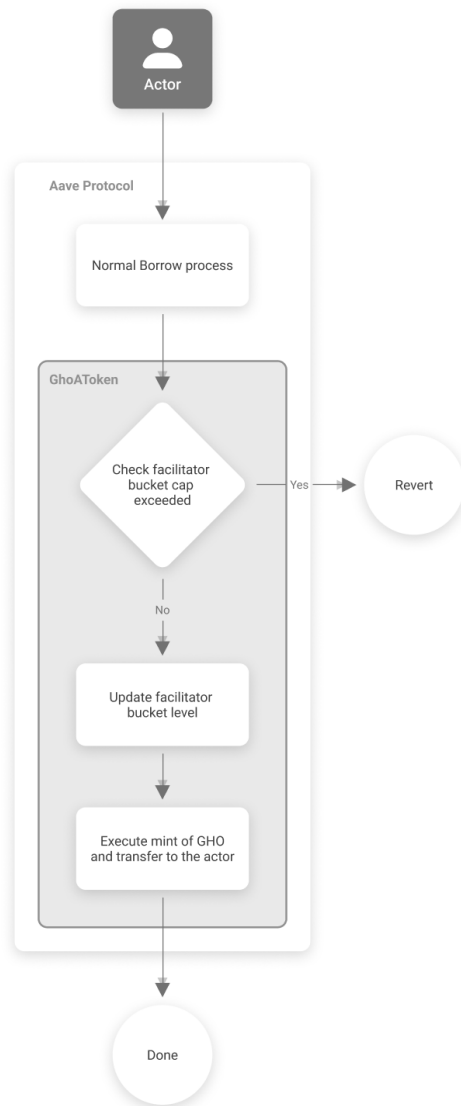 Actor
Aave Protocol
Normal Borrow process
GhoAToken
Check facilitator
bucket cap
exceeded
Yes
Revert
No
Update facilitator
bucket level
Execute mint of GHO
and transfer to the actor
Done